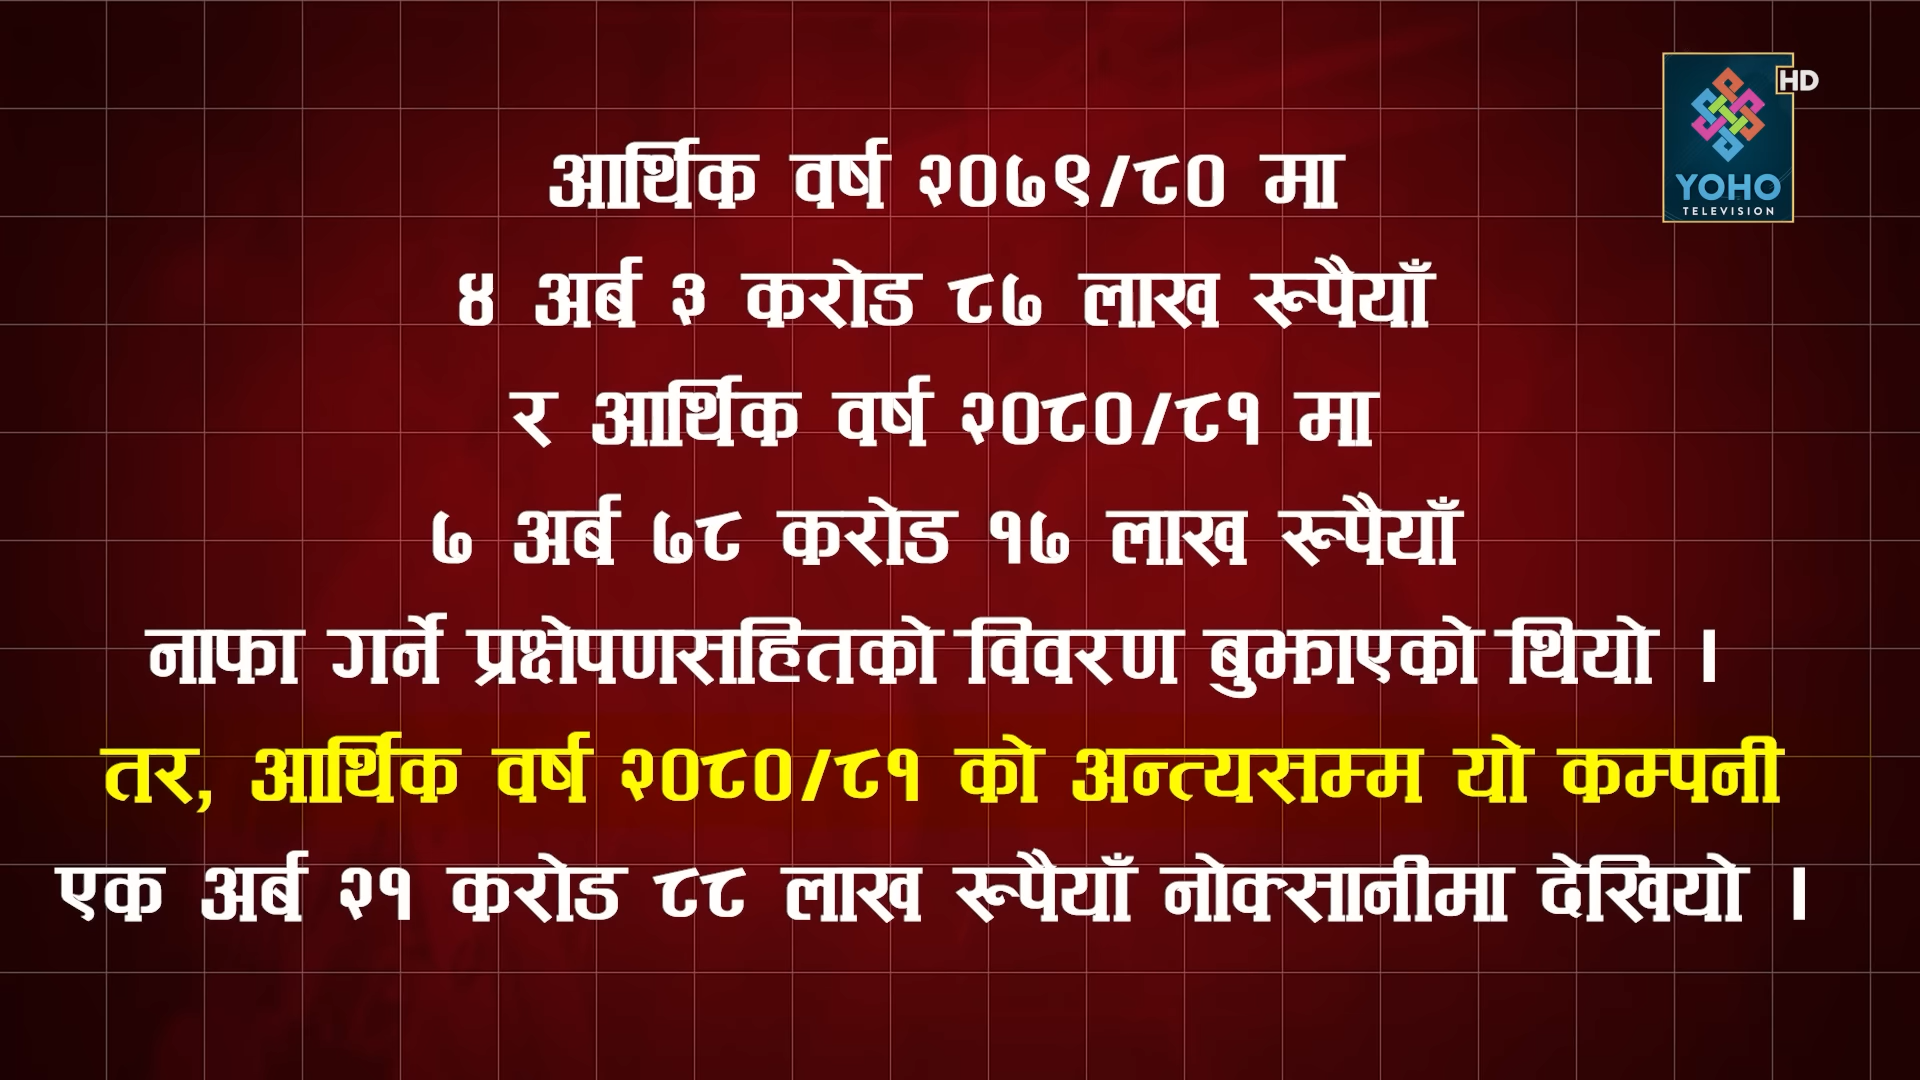 HD
YOHO
TELEVISION
आर्थिक वर्ष २०७९/८० मा
४ अर्ब ३ करोड ८७ लाख रूपैयाँ
र आर्थिक वर्ष २०८०/८१ मा
७ अर्ब ७८ करोड १७ लाख रूपैयाँ
नाफा गर्ने प्रक्षेपणसहितको विवरण बुझाएको थियो ।
तर, आर्थिक वर्ष २०८०/८१ को अन्त्यसम्म यो कम्पनी
एक अर्ब २१ करोड ८८ लाख रूपैयाँ नोक्सानीमा देखियो ।